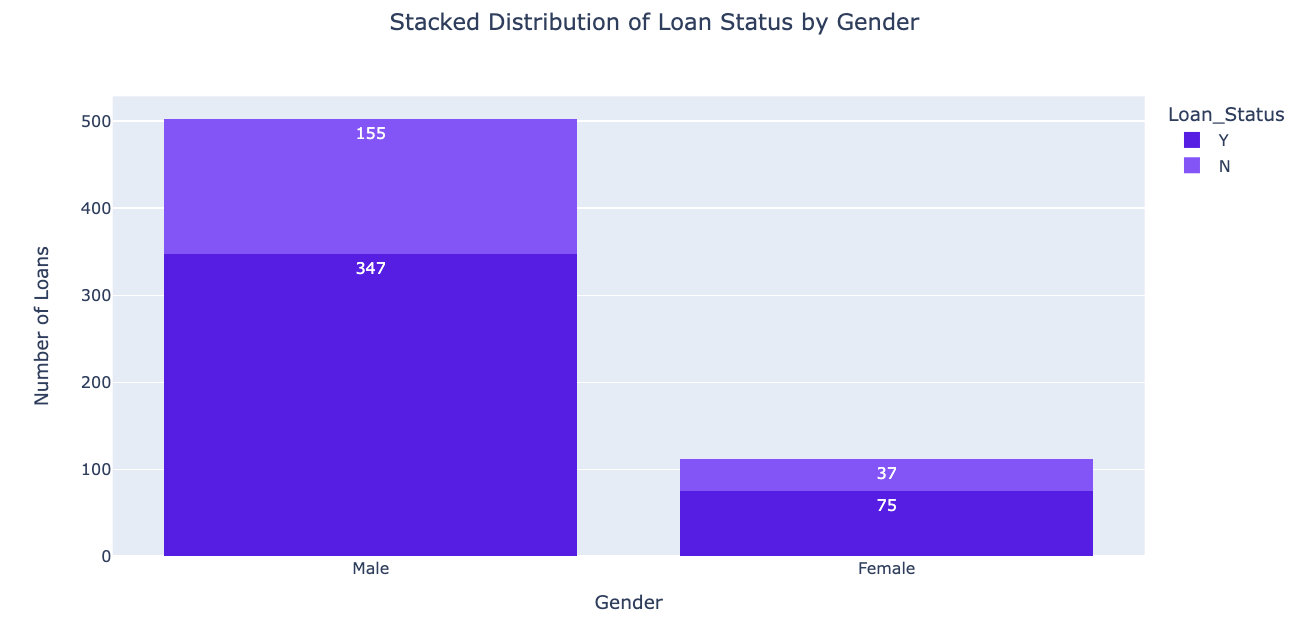 Stacked Distribution of Loan Status by Gender
Loan_Status
Y
N
Number of Loans
500
400
300
200
100
0
155
347
37
75
Male
Female
Gender